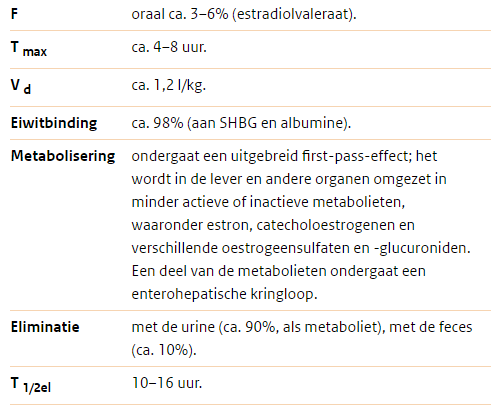 F oraal ca. 3–6% (estradiolvaleraat).
T max ca. 4–8 uur.
V d ca. 1,2 l/kg.
Eiwitbinding ca. 98% (aan SHBG en albumine).
Metabolisering ondergaat een uitgebreid first-pass-effect; het
wordt in de lever en andere organen omgezet in
minder actieve of inactieve metabolieten,
waaronder estron, catecholoestrogenen en
verschillende oestrogeensulfaten en -glucuroniden.
Een deel van de metabolieten ondergaat een
enterohepatische kringloop.
Eliminatie met de urine (ca. 90%, als metaboliet), met de feces
(ca. 10%).
T 1/2el 10–16 uur.